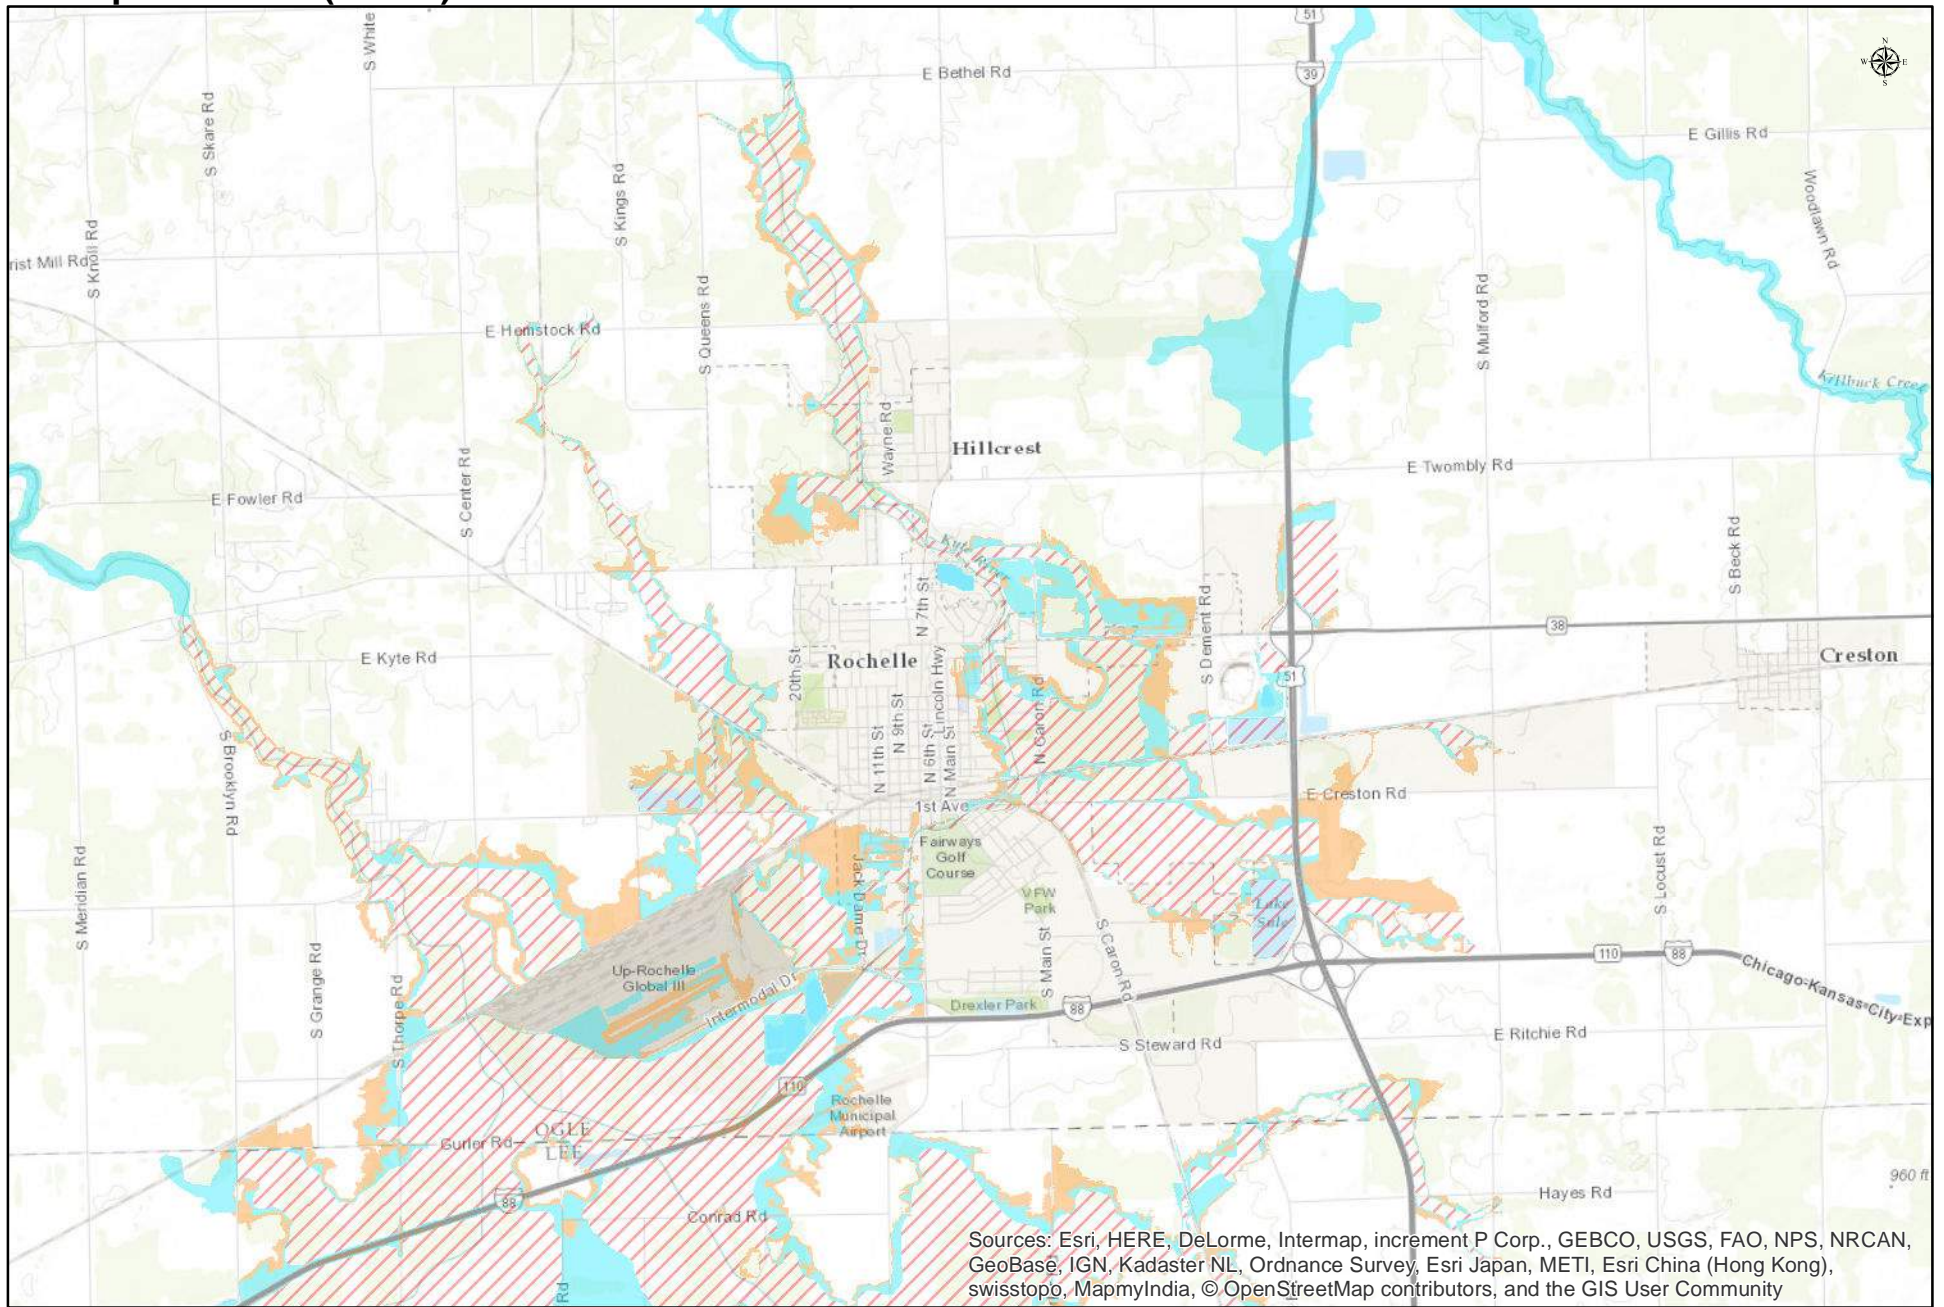 51
S White
N
W E
S
E Bethel Rd
39
S Skare Rd
E Gillis Rd
S Kings Rd
Woodlawn Rd
S Knoll Rd
rist Mill Rd
S Queens Rd
S Mulford Rd
E Hemstock Rd
Killbuck Creek
Wayne Rd
Hillcrest
E Twombly Rd
S Center Rd
E Fowler Rd
Kyte River
S Beck Rd
N 7th St
S Dement Rd
38
E Kyte Rd
Rochelle
Creston
20th St
Lincoln Hwy
51
N Caron Rd
N 9th St
N 11th St
N 6th St
N Main St
S Brooklyn Rd
1st Ave
E Creston Rd
Fairways
Golf
Course
Jack Dame Dr
S Meridian Rd
S Locust Rd
VFW
Park
Lake
Sule
S Main St
S Caron Rd
110
88
Chicago-Kansas City Exp
Up-Rochelle
Global III
Intermodal Dr
S Grange Rd
S Thorpe Rd
Drexler Park
88
E Ritchie Rd
S Steward Rd
110
Rochelle
Municipal
Airport
OGLE
Gurler Rd
LEE
960 ft
88
Hayes Rd
Conrad Rd
Rd
Sources: Esri, HERE, DeLorme, Intermap, increment P Corp., GEBCO, USGS, FAO, NPS, NRCAN,
GeoBase, IGN, Kadaster NL, Ordnance Survey, Esri Japan, METI, Esri China (Hong Kong),
swisstopo, MapmyIndia, © OpenStreetMap contributors, and the GIS User Community